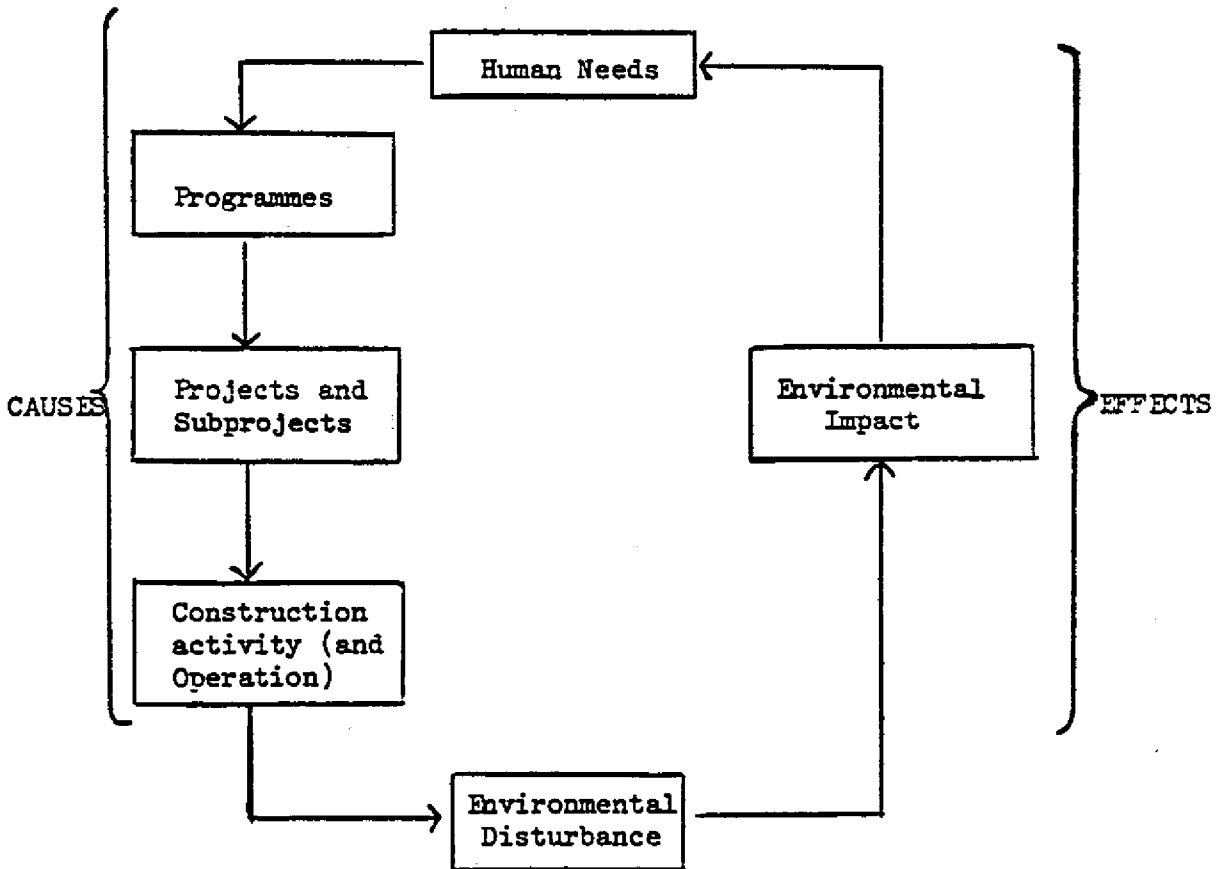 Human Needs
Programmes
Projects and
Subprojects
Environmental
Impact
CAUSES
EFFECTS
Construction
activity (and
Operation)
Environmental
Disturbance